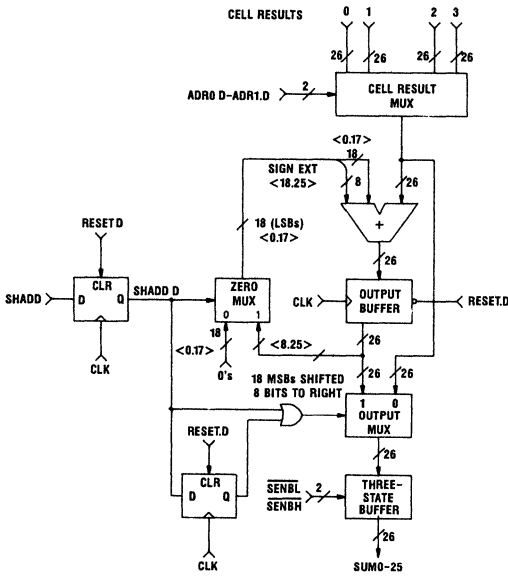 CELL RESULTS
0 1 2 3
26 26 26 26
ADR0 D-ADR1.D 2
CELL RESULT
MUX
<0.17>
18
SIGN EXT
<18.25>
8
26
+
18 (LSBs)
<0.17>
26
RESET D
CLR
D Q
SHADD
SHADD D
CLK
ZERO
MUX
0 1
CLK
OUTPUT
BUFFER
RESET.D
18
<0.17>
0's
<8.25>
26
26
26
18 MSBs SHIFTED
8 BITS TO RIGHT
1 0
OUTPUT
MUX
26
RESET.D
CLR
D Q
CLK
SENBL
SENBH
2
THREE-
STATE
BUFFER
26
SUM0-25